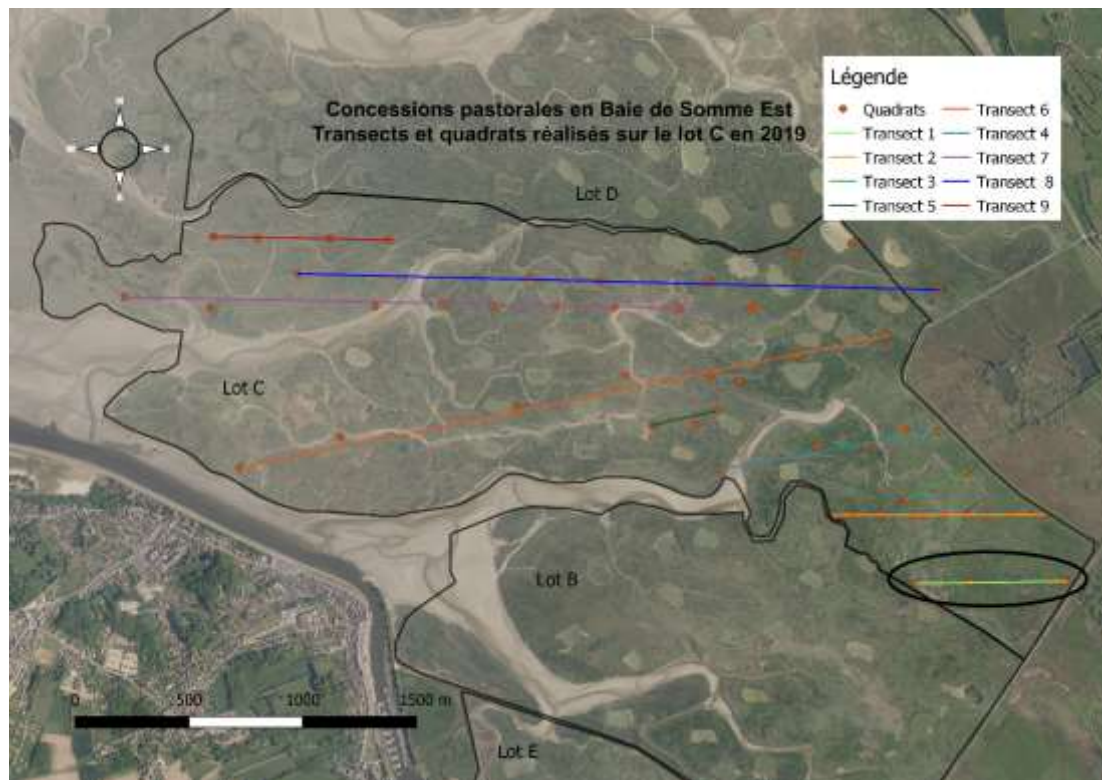 Légende
Quadrats
Transect 6
Transect 1
Transect 4
Transect 2
Transect 7
Transect 3
Transect 8
Transect 5
Transect 9
Concessions pastorales en Baie de Somme Est
Transects et quadrats réalisés sur le lot C en 2019
Lot D
Lot C
Lot B
0 500 1000 1500 m
Lot E